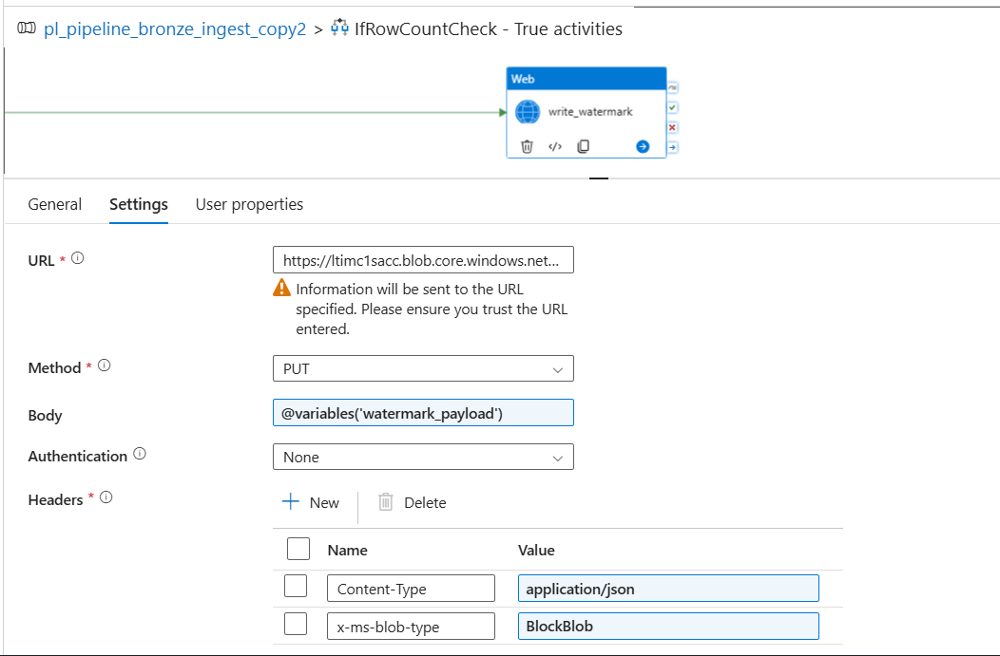 pl_pipeline_bronze_ingest_copy2 > IfRowCountCheck - True activities
Web
write_watermark
General Settings User properties
URL *
https://ltimc1sacc.blob.core.windows.net...
Information will be sent to the URL
specified. Please ensure you trust the URL
entered.
Method *
PUT
Body
@variables('watermark_payload')
Authentication
None
Headers *
New
Delete
Name Value
Content-Type application/json
x-ms-blob-type BlockBlob